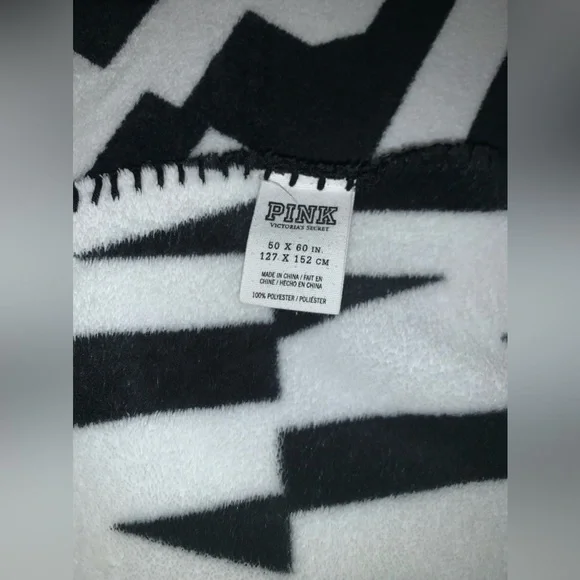 PINK
VICTORIA'S SECRET
50 X 60 IN.
127 X 152 CM
MADE IN CHINA / FAIT EN
CHINE / HECHO EN CHINA
100% POLYESTER / POLIÉSTER